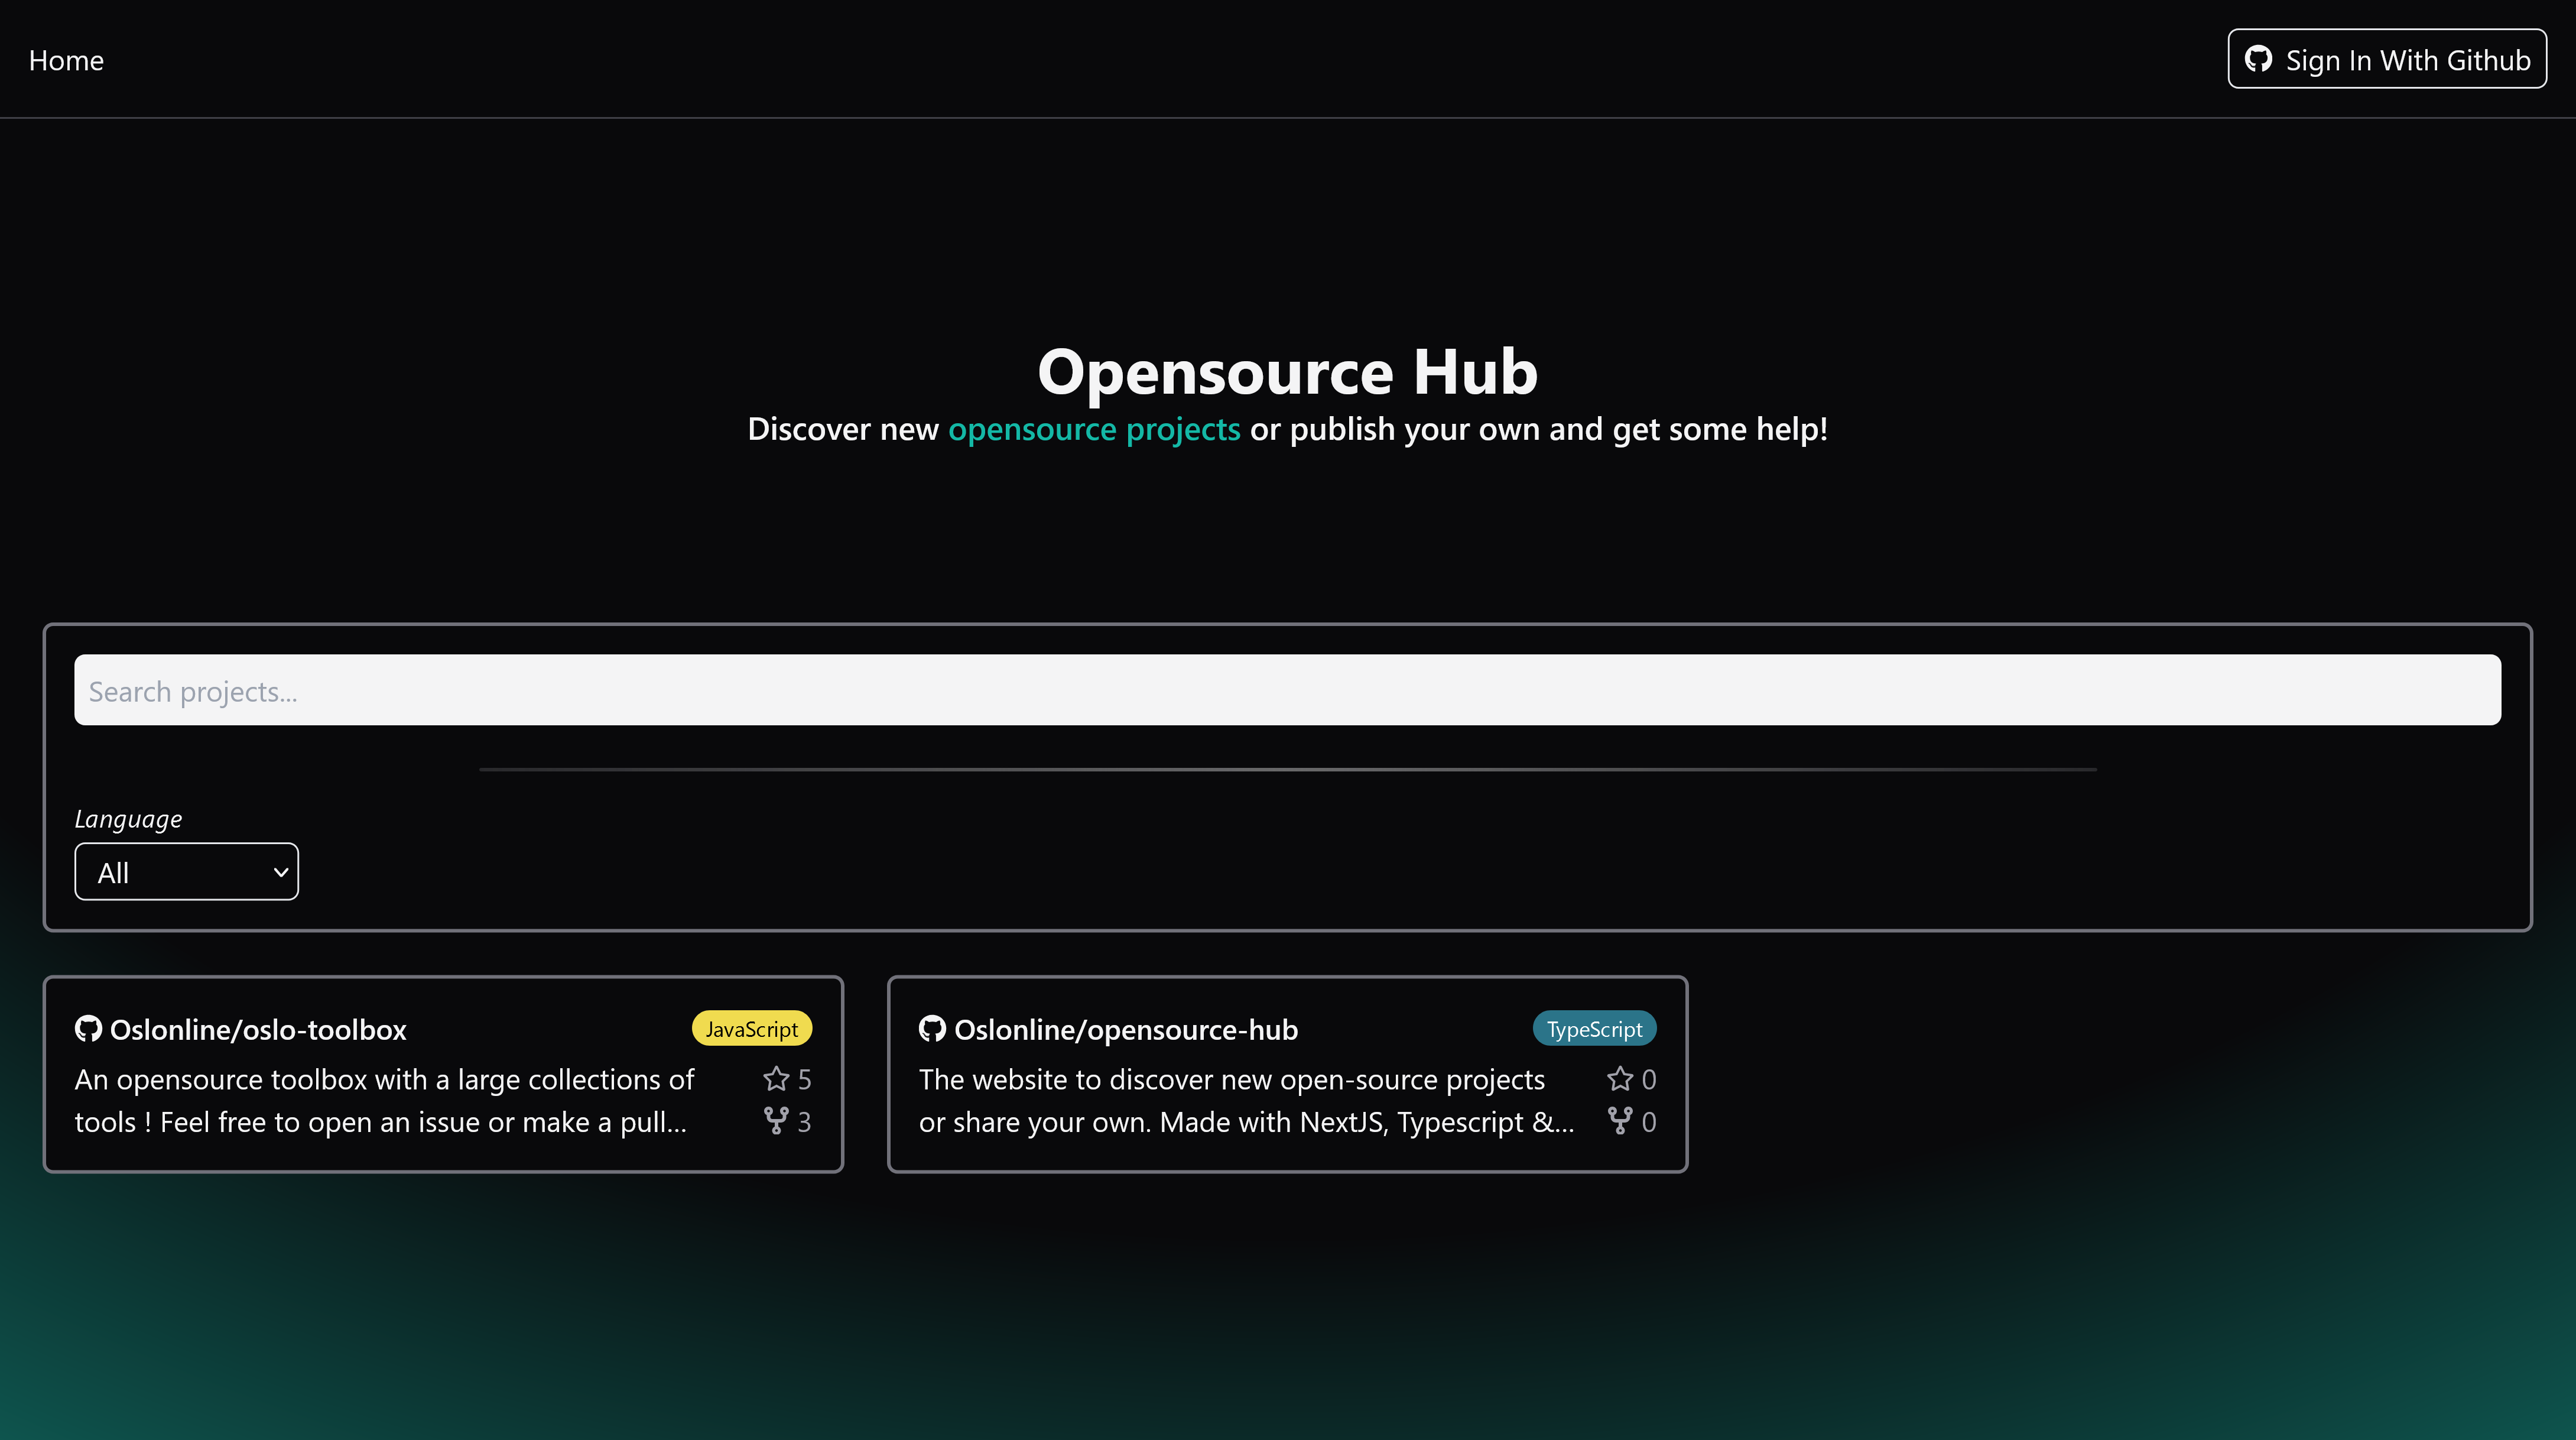 Home
Sign In With Github
Opensource Hub
Discover new opensource projects or publish your own and get some help!
Search projects...
Language
All
Oslonline/oslo-toolbox
JavaScript
An opensource toolbox with a large collections of
5
tools ! Feel free to open an issue or make a pull...
3
Oslonline/opensource-hub
TypeScript
The website to discover new open-source projects
0
or share your own. Made with NextJS, Typescript &...
0